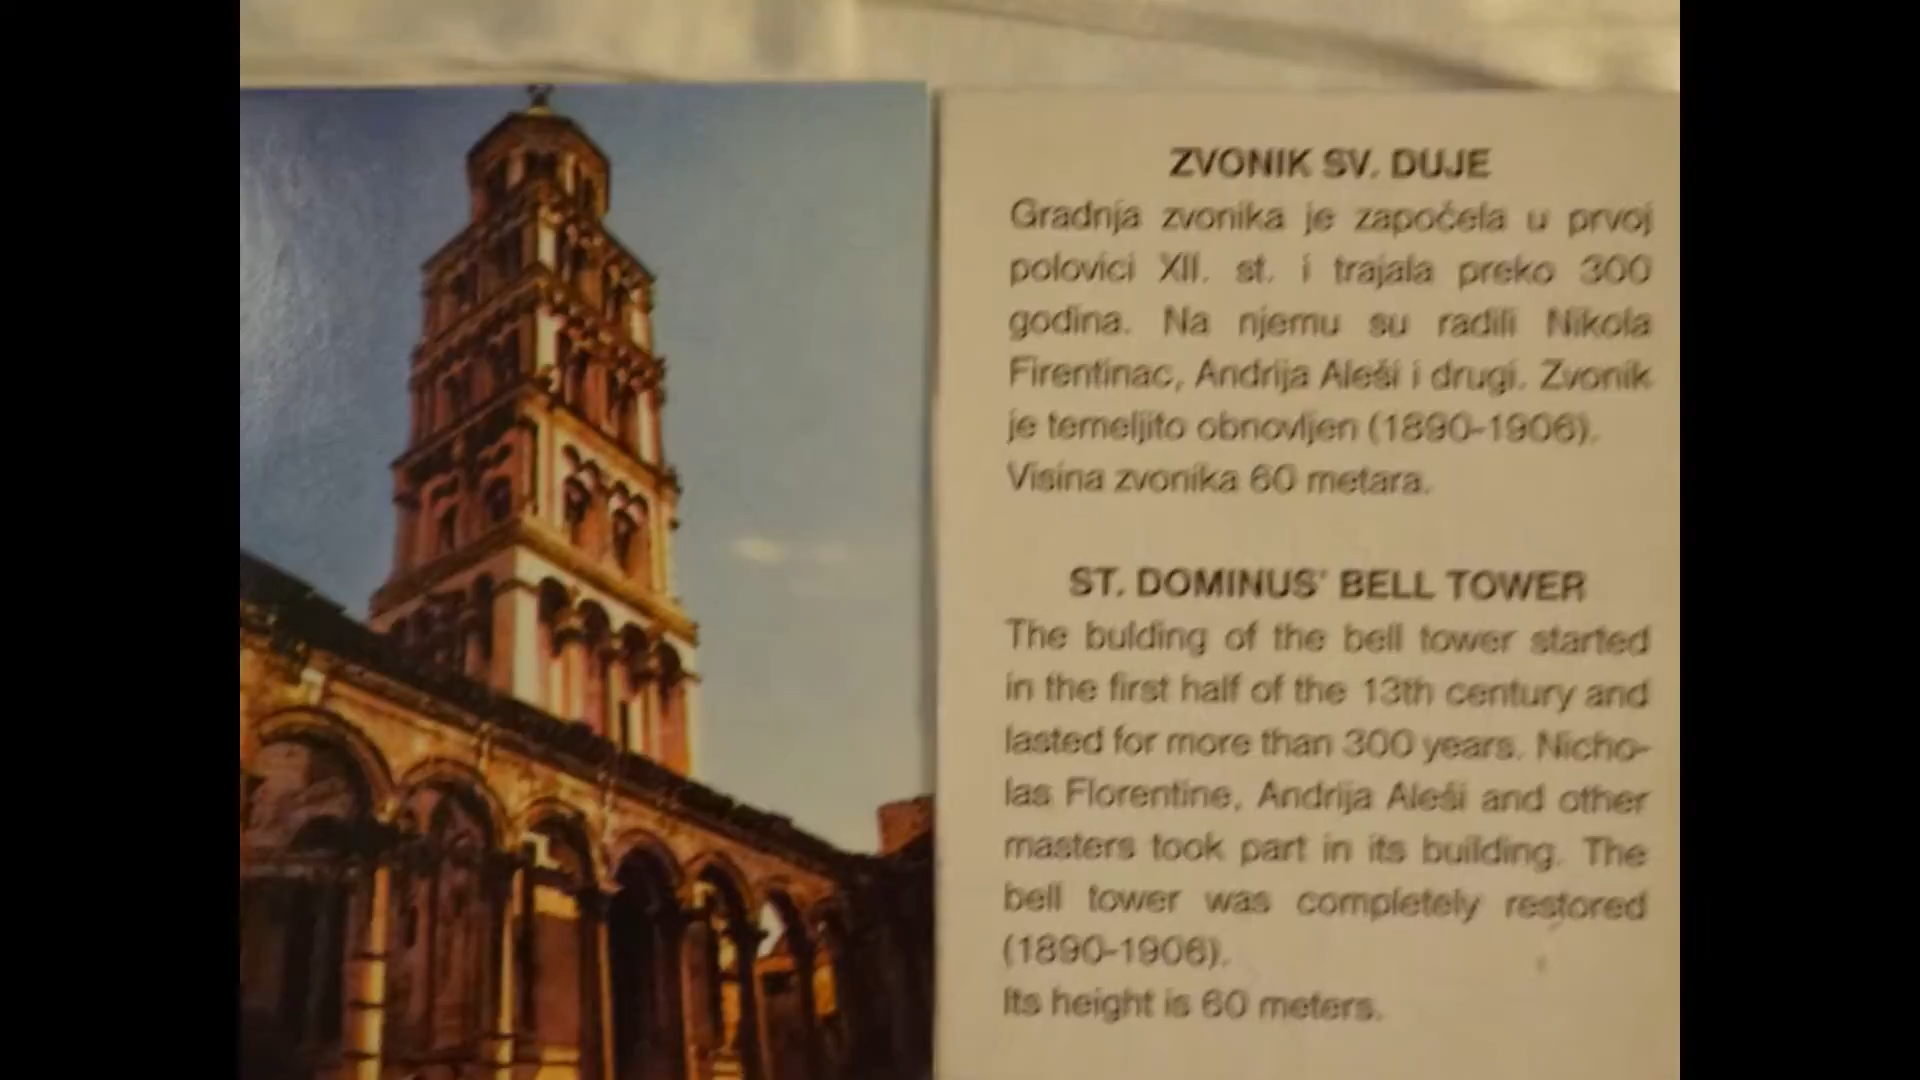 ZVONIK SV. DUJE
Gradnja zvonika je započela u prvoj
polovici XII. st. i trajala preko 300
godina. Na njemu su radili Nikola
Firentinac, Andrija Aleši i drugi. Zvonik
je temeljito obnovljen (1890-1906).
Visina zvonika 60 metara.
ST. DOMINUS' BELL TOWER
The bulding of the bell tower started
in the first half of the 13th century and
lasted for more than 300 years. Nicho-
las Florentine, Andrija Aleši and other
masters took part in its building. The
bell tower was completely restored
(1890-1906).
Its height is 60 meters.